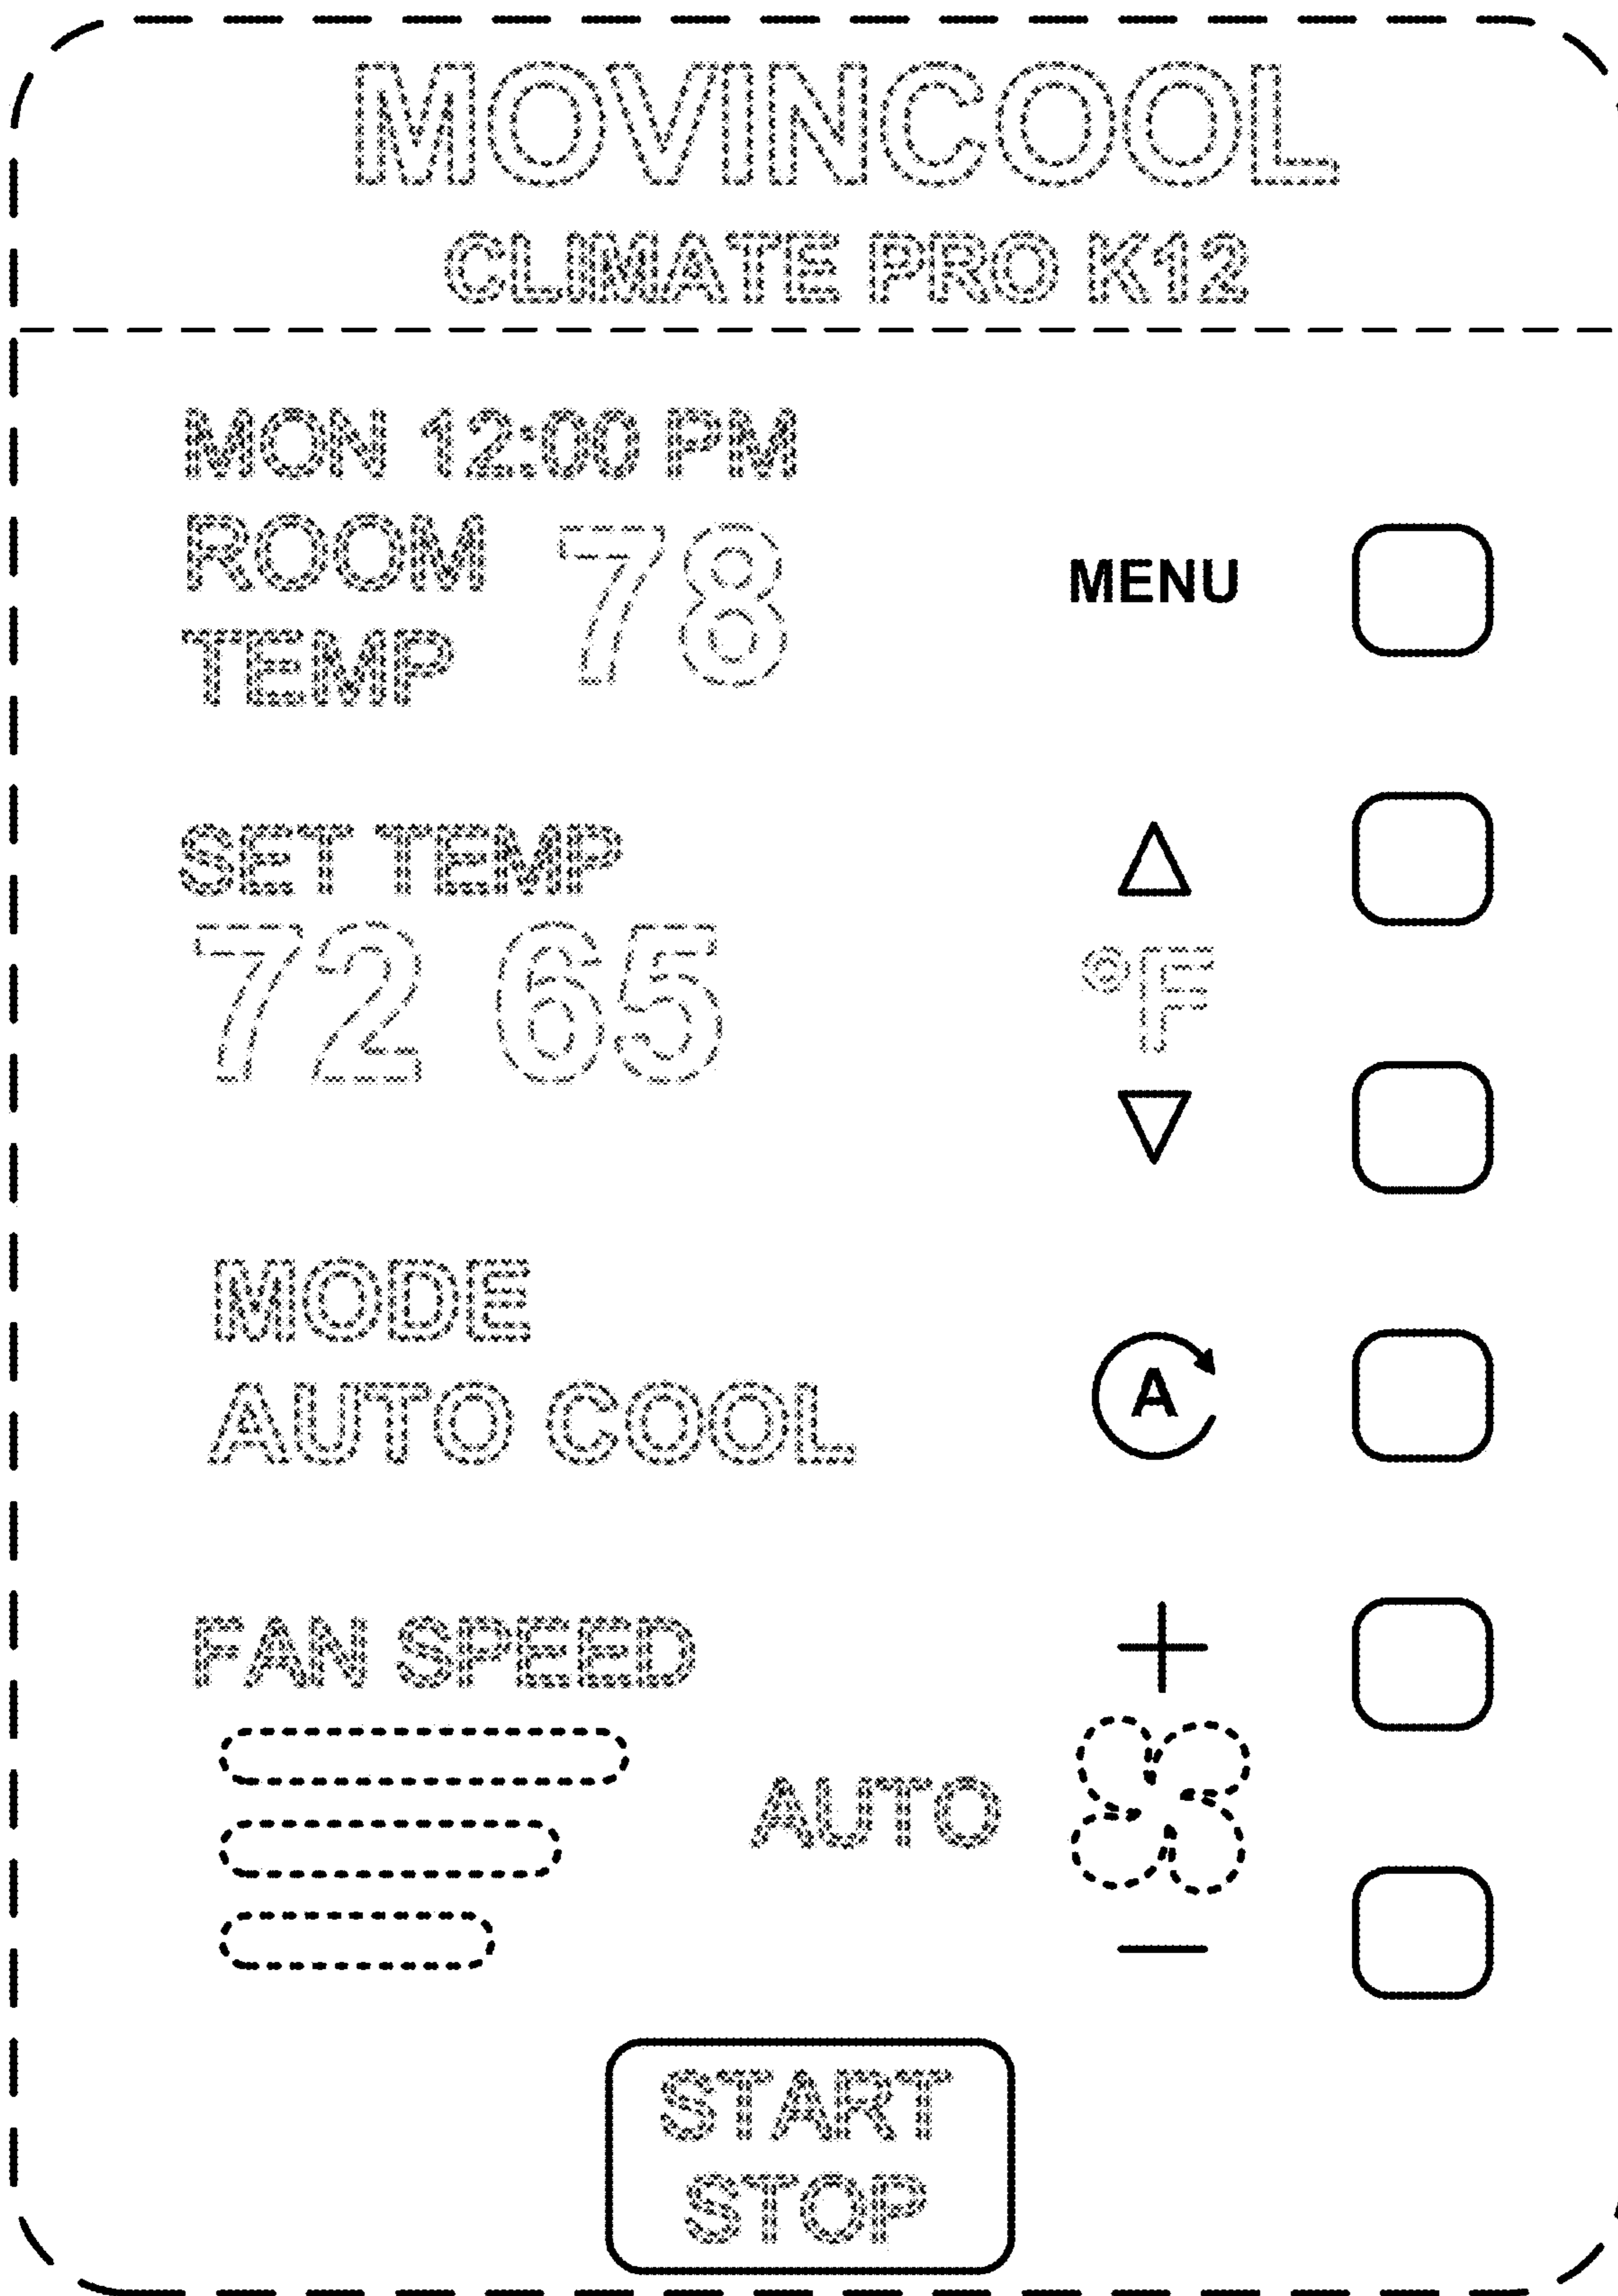 MOVINCOOL
CLIMATE PRO K12
MON 12:00 PM
ROOM TEMP 78
MENU
SET TEMP
72 65
°F
MODE
AUTO COOL
A
FAN SPEED
AUTO
START
STOP